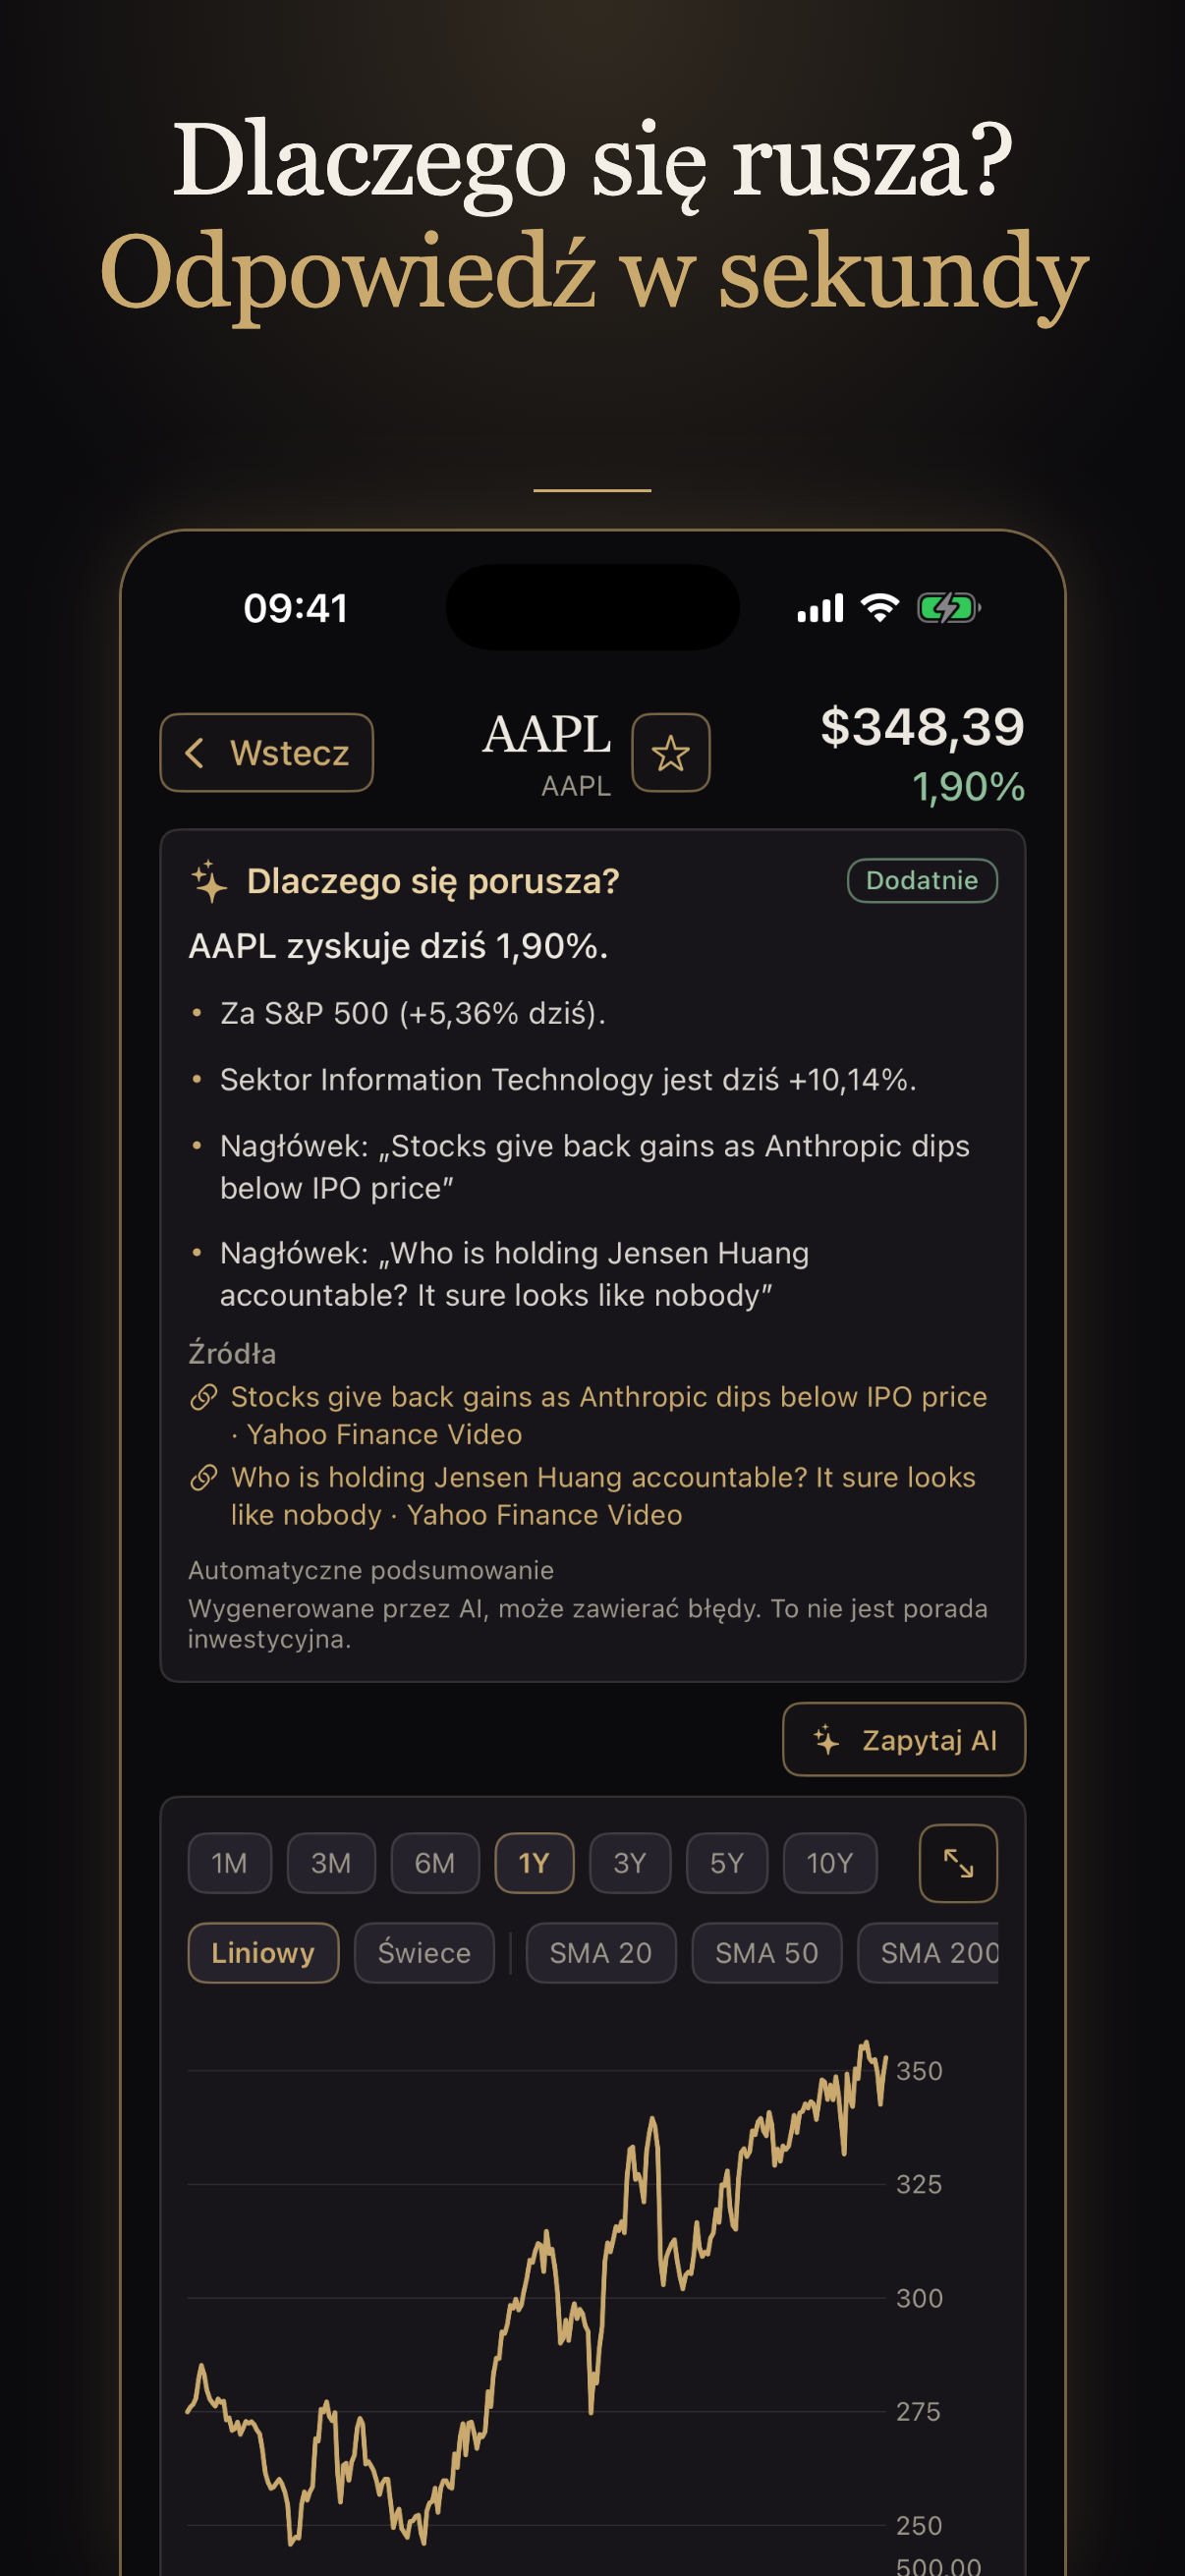 Dlaczego się rusza?
Odpowiedź w sekundy
09:41
Wstecz
AAPL
AAPL
$348,39
1,90%
Dlaczego się porusza?
Dodatnie
AAPL zyskuje dziś 1,90%.
• Za S&P 500 (+5,36% dziś).
• Sektor Information Technology jest dziś +10,14%.
• Nagłówek: „Stocks give back gains as Anthropic dips
below IPO price”
• Nagłówek: „Who is holding Jensen Huang
accountable? It sure looks like nobody”
Źródła
Stocks give back gains as Anthropic dips below IPO price
· Yahoo Finance Video
Who is holding Jensen Huang accountable? It sure looks
like nobody · Yahoo Finance Video
Automatyczne podsumowanie
Wygenerowane przez AI, może zawierać błędy. To nie jest porada
inwestycyjna.
Zapytaj AI
1M 3M 6M 1Y 3Y 5Y 10Y
Liniowy Świece SMA 20 SMA 50 SMA 200
350
325
300
275
250
500.00